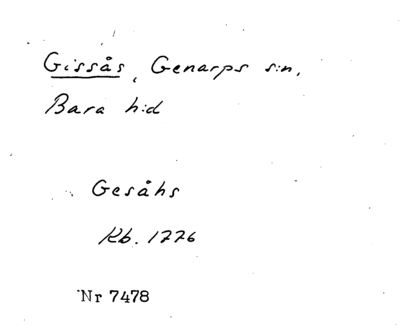 Gissås, Genarps s:n,
Bara h:d
Gesåhs
Kb. 1776
Nr 7478